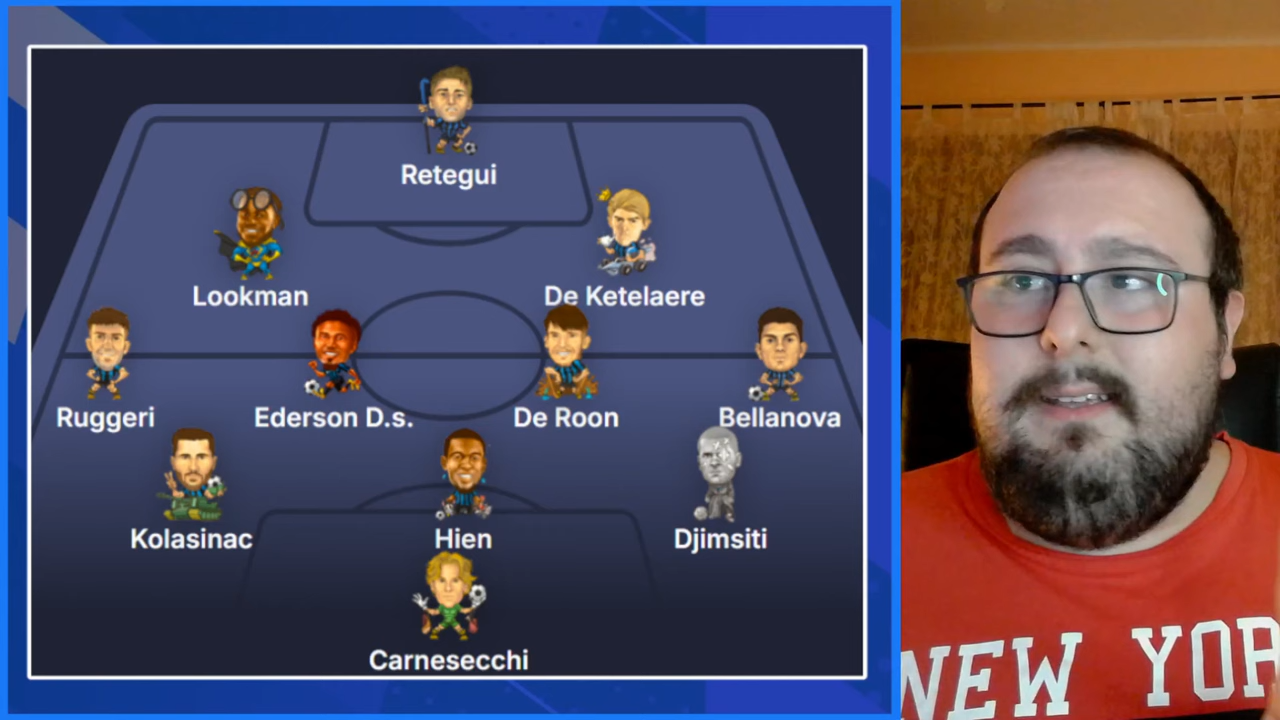 Retegui
Lookman
De Ketelaere
Ruggeri
Ederson D.s.
De Roon
Bellanova
Kolasinac
Hien
Djimsiti
Carnesecchi
NEW YOR